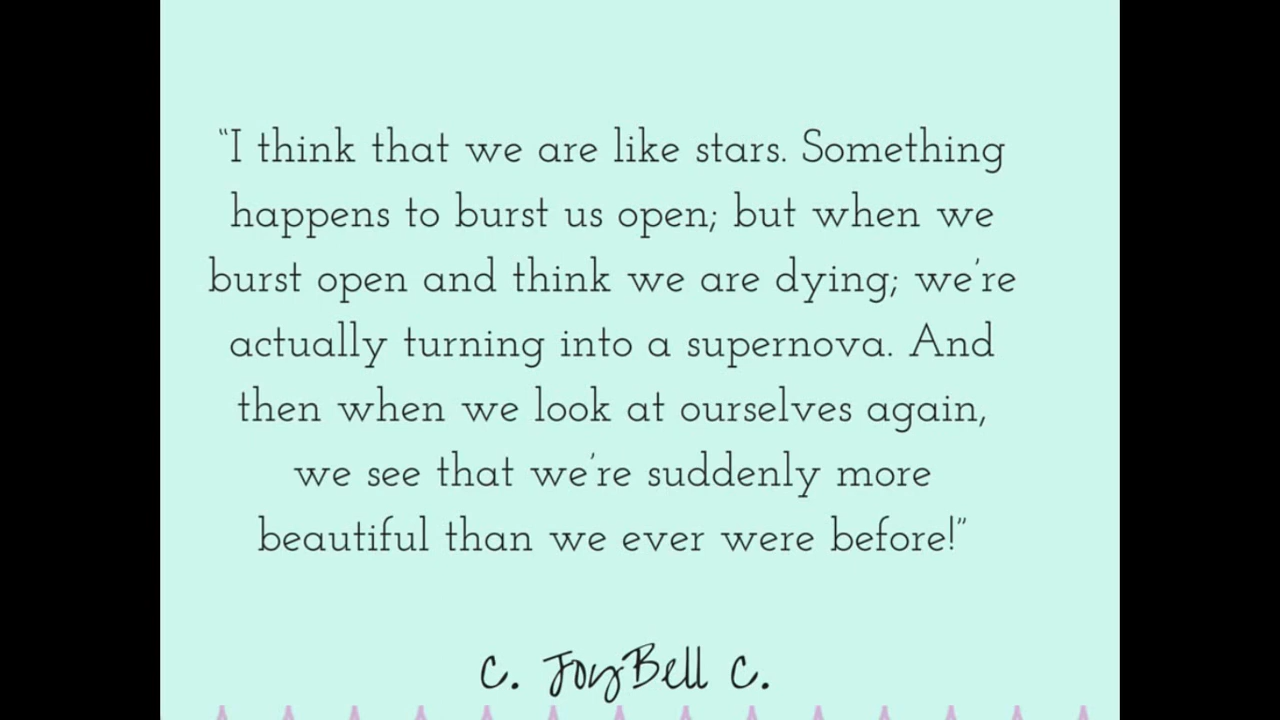 “I think that we are like stars. Something
happens to burst us open; but when we
burst open and think we are dying; we’re
actually turning into a supernova. And
then when we look at ourselves again,
we see that we’re suddenly more
beautiful than we ever were before!”
C. JoyBell C.